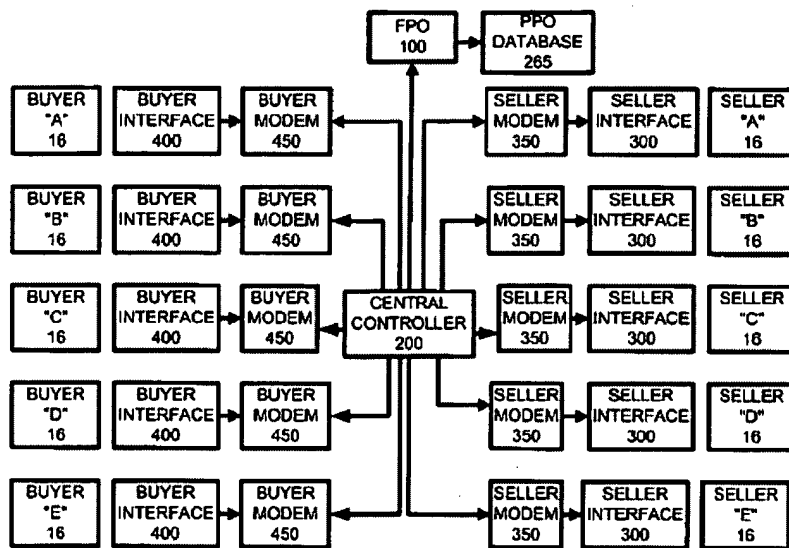 FPO
100
PPO
DATABASE
265
BUYER
"A"
16
BUYER
INTERFACE
400
BUYER
MODEM
450
SELLER
MODEM
350
SELLER
INTERFACE
300
SELLER
"A"
16
BUYER
"B"
16
BUYER
INTERFACE
400
BUYER
MODEM
450
SELLER
MODEM
350
SELLER
INTERFACE
300
SELLER
"B"
16
BUYER
"C"
16
BUYER
INTERFACE
400
BUYER
MODEM
450
CENTRAL
CONTROLLER
200
SELLER
MODEM
350
SELLER
INTERFACE
300
SELLER
"C"
16
BUYER
"D"
16
BUYER
INTERFACE
400
BUYER
MODEM
450
SELLER
MODEM
350
SELLER
INTERFACE
300
SELLER
"D"
16
BUYER
"E"
16
BUYER
INTERFACE
400
BUYER
MODEM
450
SELLER
MODEM
350
SELLER
INTERFACE
300
SELLER
"E"
16